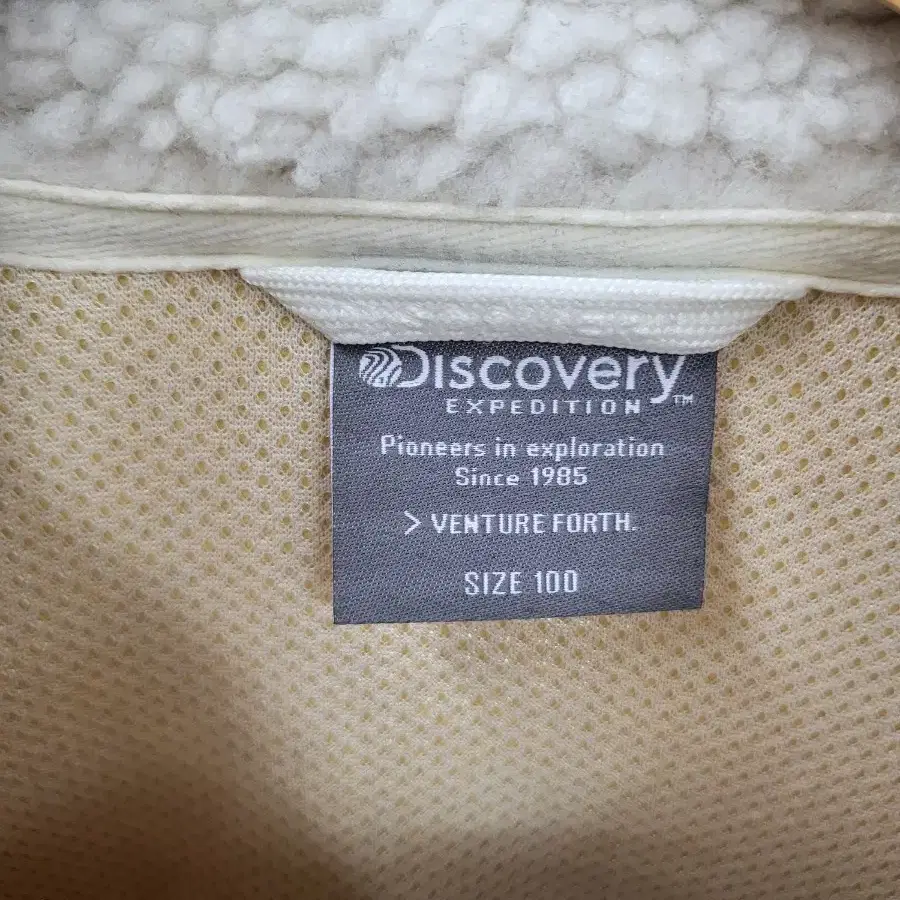 Discovery
EXPEDITION™
Pioneers in exploration
Since 1985
> VENTURE FORTH.
SIZE 100